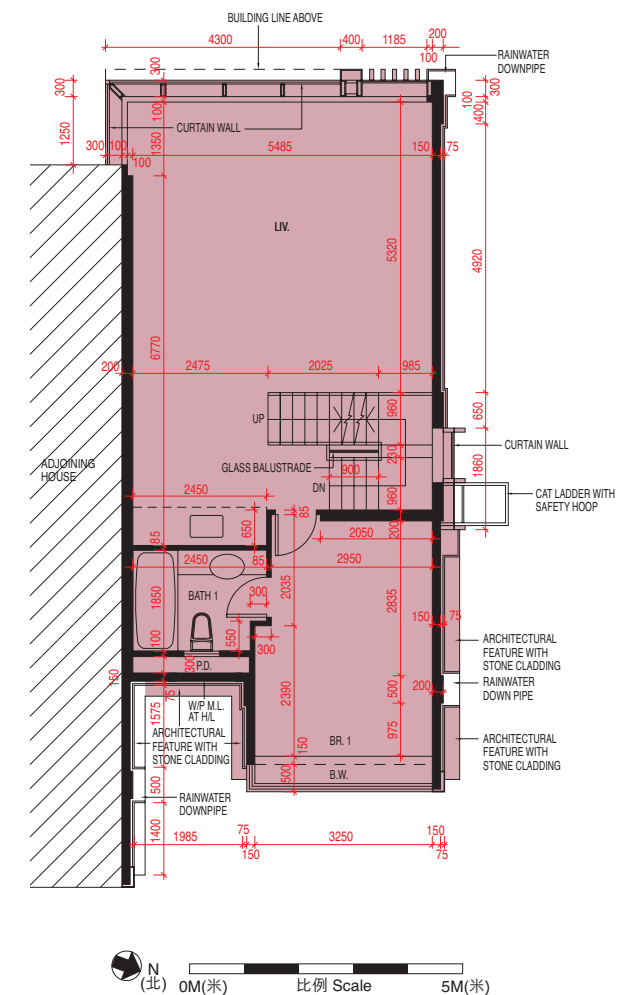 BUILDING LINE ABOVE
4300
400
1185
200
100
RAINWATER
DOWNPIPE
300
300
300
100
400
1250
100
CURTAIN WALL
1350
300
100
5485
150
75
100
LIV.
5320
4920
6770
200
2475
2025
985
UP
960
650
230
CURTAIN WALL
ADJOINING
HOUSE
GLASS BALUSTRADE
900
1860
DN
960
CAT LADDER WITH
SAFETY HOOP
2450
85
650
200
2050
85
2450
85
2950
1850
BATH 1
300
2035
2835
550
150
75
300
100
300
P.D.
ARCHITECTURAL
FEATURE WITH
STONE CLADDING
150
75
W/P M.L.
AT H/L
200
500
RAINWATER
DOWN PIPE
1575
ARCHITECTURAL
FEATURE WITH
STONE CLADDING
2390
150
BR. 1
975
ARCHITECTURAL
FEATURE WITH
STONE CLADDING
500
B.W.
500
RAINWATER
DOWNPIPE
1400
1985
75
150
3250
150
75
N
(北)
0M(米)
比例 Scale
5M(米)